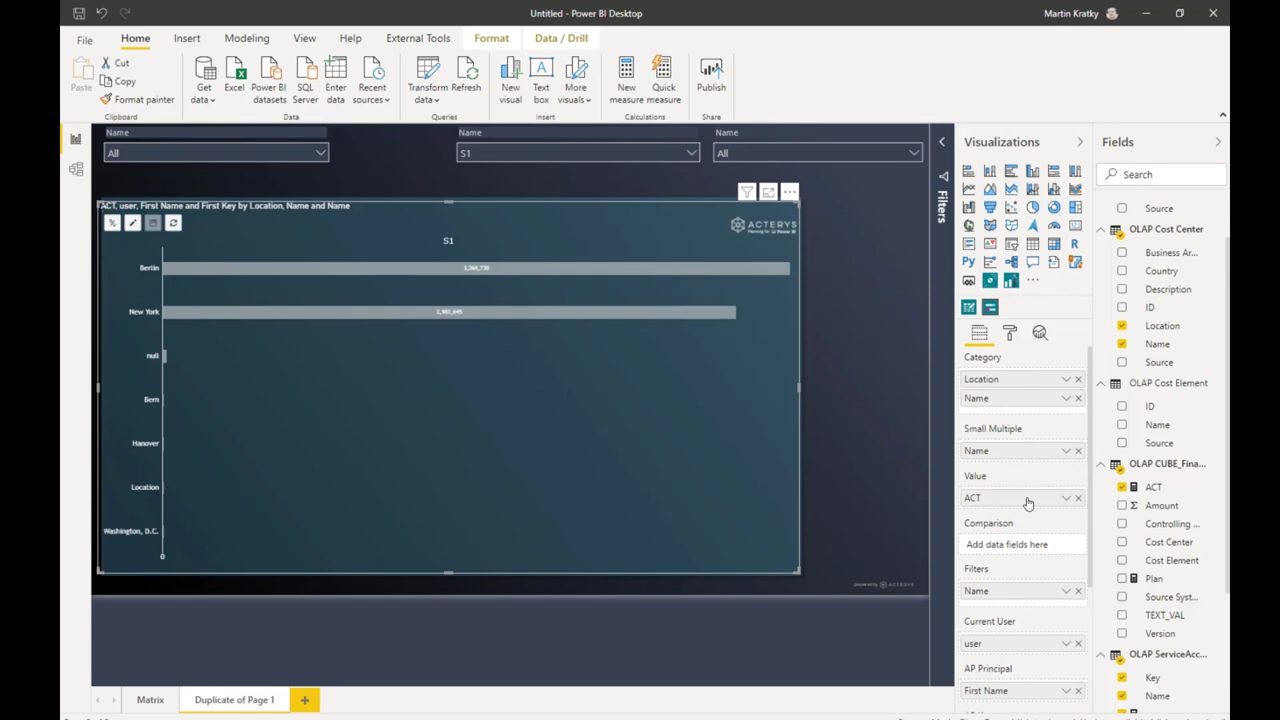 Untitled - Power BI Desktop
Martin Kratky
File
Home
Insert
Modeling
View
Help
External Tools
Format
Data / Drill
Paste
Cut
Copy
Format painter
Clipboard
Get data
Excel
Power BI datasets
SQL Server
Enter data
Recent sources
Data
Transform data
Refresh
Queries
New visual
Text box
More visuals
Insert
New measure
Quick measure
Calculations
Publish
Share
Name
All
Name
S1
Name
All
ACT, user, First Name and First Key by Location, Name and Name
%
ACTERYS
S1
Berlin
New York
null
Bern
Hanover
Location
Washington, D.C.
0
powered by ACTERYS
Filters
Visualizations
R
Py
Category
Location
Name
Small Multiple
Name
Value
ACT
Comparison
Add data fields here
Filters
Name
Current User
user
AP Principal
First Name
Fields
Search
Source
OLAP Cost Center
Business Ar...
Country
Description
ID
Location
Name
Source
OLAP Cost Element
ID
Name
Source
OLAP CUBE_Fina...
ACT
Amount
Controlling ...
Cost Center
Cost Element
Plan
Source Syst...
TEXT_VAL
Version
OLAP ServiceAcc...
Key
Name
Matrix
Duplicate of Page 1